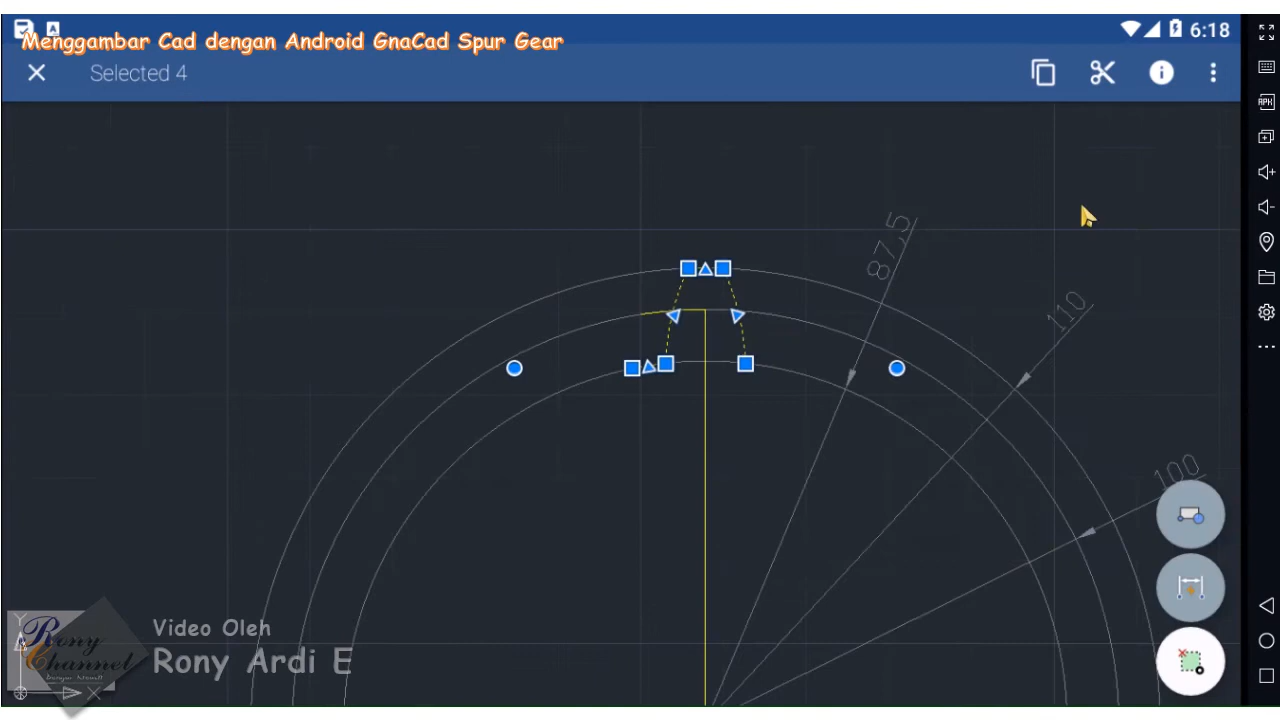 Menggambar Cad dengan Android GnaCad Spur Gear
6:18
Selected 4
APK
87,5
110
100
Video Oleh
Rony Ardi E
Rony
Channel
Y
X